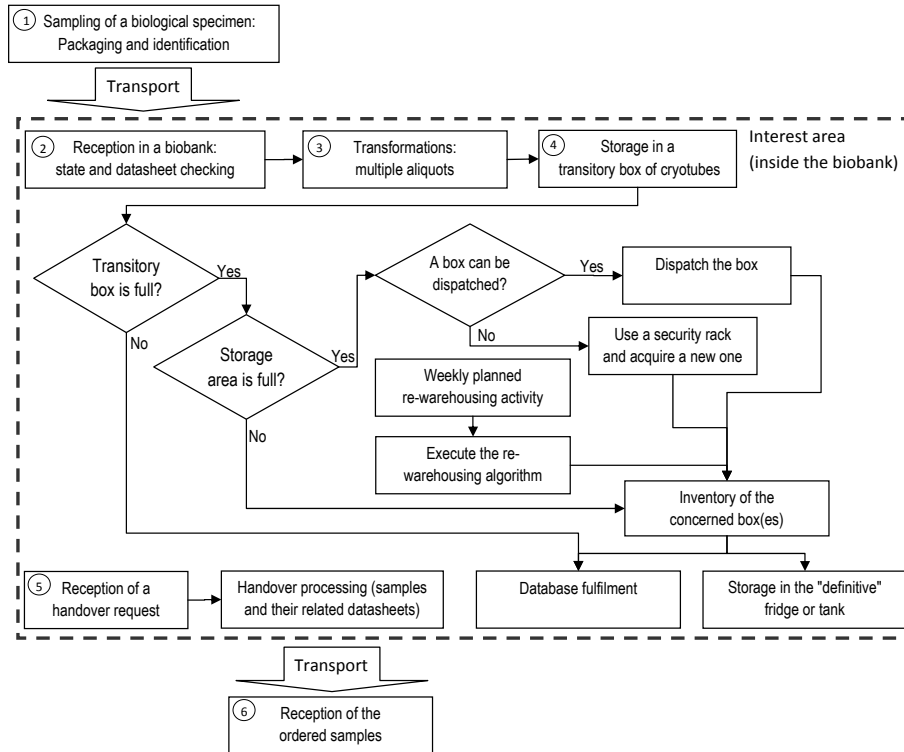 1 Sampling of a biological specimen:
Packaging and identification
Transport
Interest area
(inside the biobank)
2 Reception in a biobank:
state and datasheet checking
3 Transformations:
multiple aliquots
4 Storage in a
transitory box of cryotubes
Transitory
box is full?
Yes
No
Storage
area is full?
Yes
No
A box can be
dispatched?
Yes
No
Dispatch the box
Use a security rack
and acquire a new one
Weekly planned
re-warehousing activity
Execute the re-
warehousing algorithm
Inventory of the
concerned box(es)
5 Reception of a
handover request
Handover processing (samples
and their related datasheets)
Database fulfilment
Storage in the "definitive"
fridge or tank
Transport
6 Reception of the
ordered samples